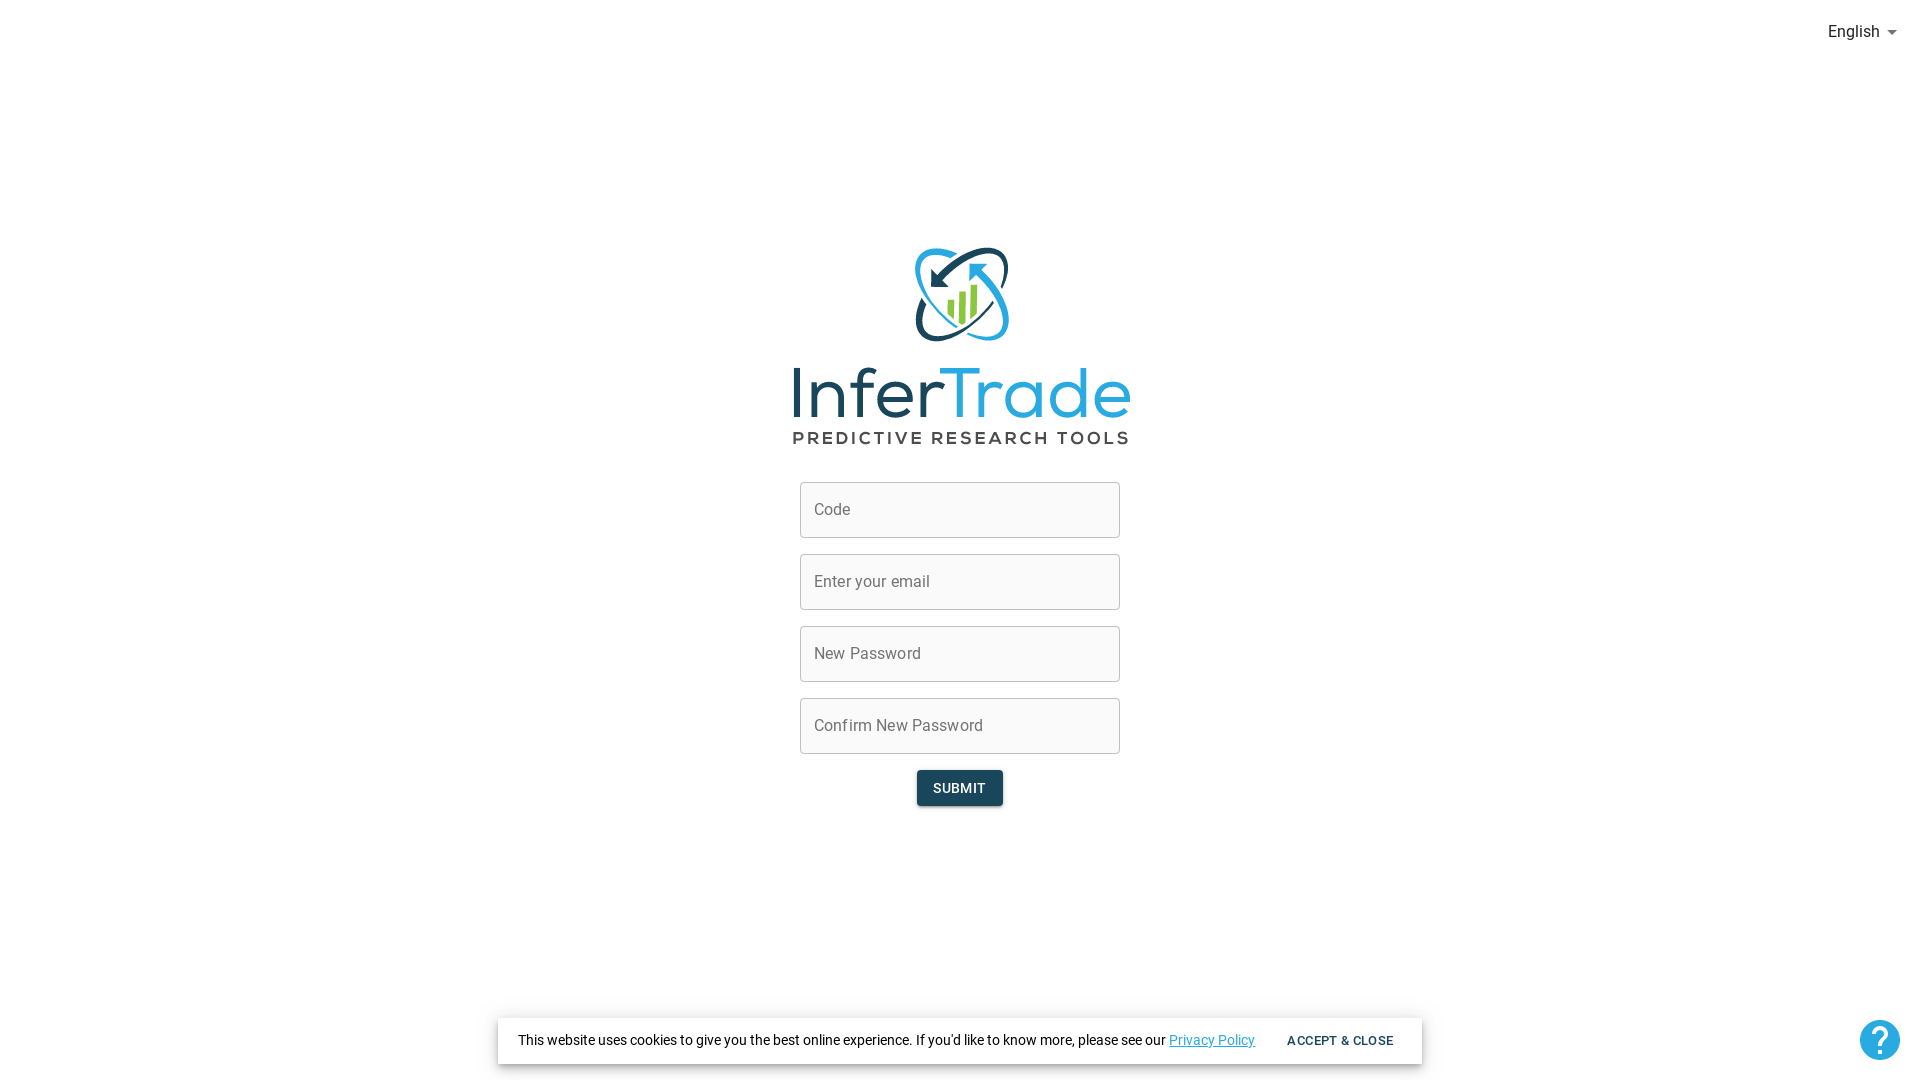 English
InferTrade
PREDICTIVE RESEARCH TOOLS
Code
Enter your email
New Password
Confirm New Password
SUBMIT
This website uses cookies to give you the best online experience. If you'd like to know more, please see our Privacy Policy
ACCEPT & CLOSE